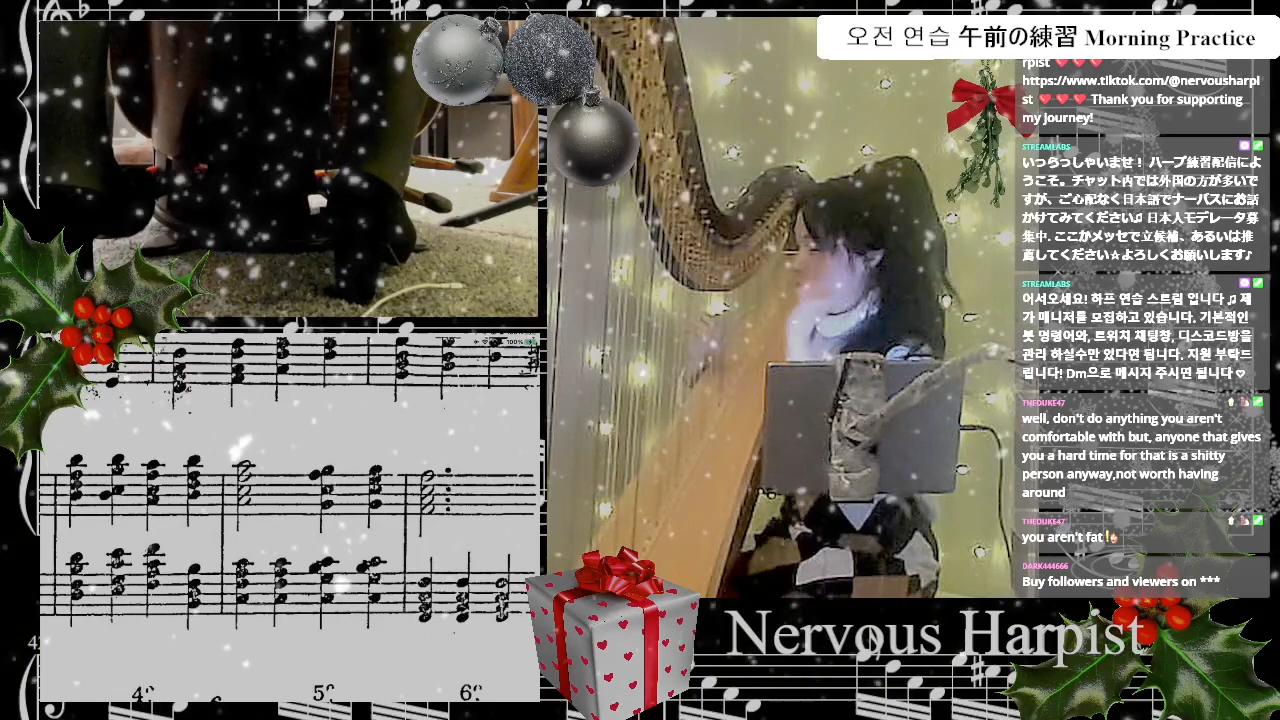 오전 연습 午前の練習 Morning Practice
rpist ❤️ ❤️ ❤️
https://www.tiktok.com/@nervousharpi
st ❤️ ❤️ ❤️ Thank you for supporting
my journey!
STREAMLABS
いつらっしゃいませ！ ハープ練習配信によ
うこそ。チャット内では外国の方が多いで
すが、ご心配なく日本語でナーバスにお話
かけてみてください♫ 日本人モデレータ募
集中. ここかメッセで立候補、あるいは推
薦してください☆よろしくお願いします♪
STREAMLABS
어서오세요! 하프 연습 스트림 입니다 ♫ 제
가 매니저를 모집하고 있습니다. 기본적인
봇 명령어와, 트위치 채팅창, 디스코드방을
관리 하실수만 있다면 됩니다. 지원 부탁드
립니다! Dm으로 메시지 주시면 됩니다 ♡
THEDUKE47
well, don't do anything you aren't
comfortable with but, anyone that gives
you a hard time for that is a shitty
person anyway,not worth having
around
THEDUKE47
you aren't fat
DARK444666
Buy followers and viewers on ***
Nervous Harpist
100%
4
4º
5º
6º